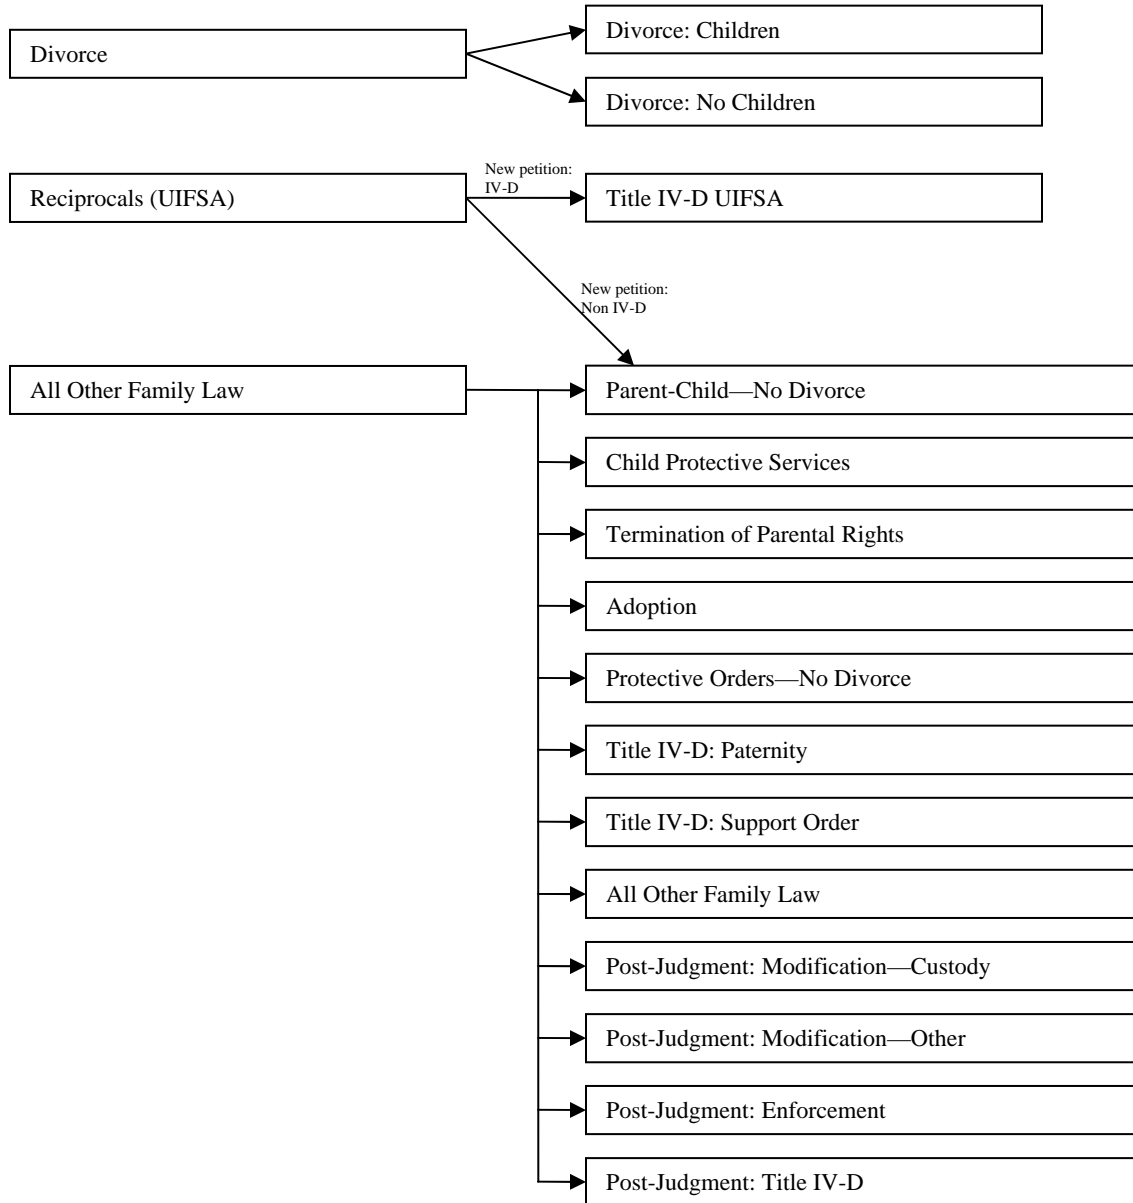 Divorce
Divorce: Children
Divorce: No Children
Reciprocals (UIFSA)
New petition:
IV-D
Title IV-D UIFSA
New petition:
Non IV-D
All Other Family Law
Parent-Child—No Divorce
Child Protective Services
Termination of Parental Rights
Adoption
Protective Orders—No Divorce
Title IV-D: Paternity
Title IV-D: Support Order
All Other Family Law
Post-Judgment: Modification—Custody
Post-Judgment: Modification—Other
Post-Judgment: Enforcement
Post-Judgment: Title IV-D